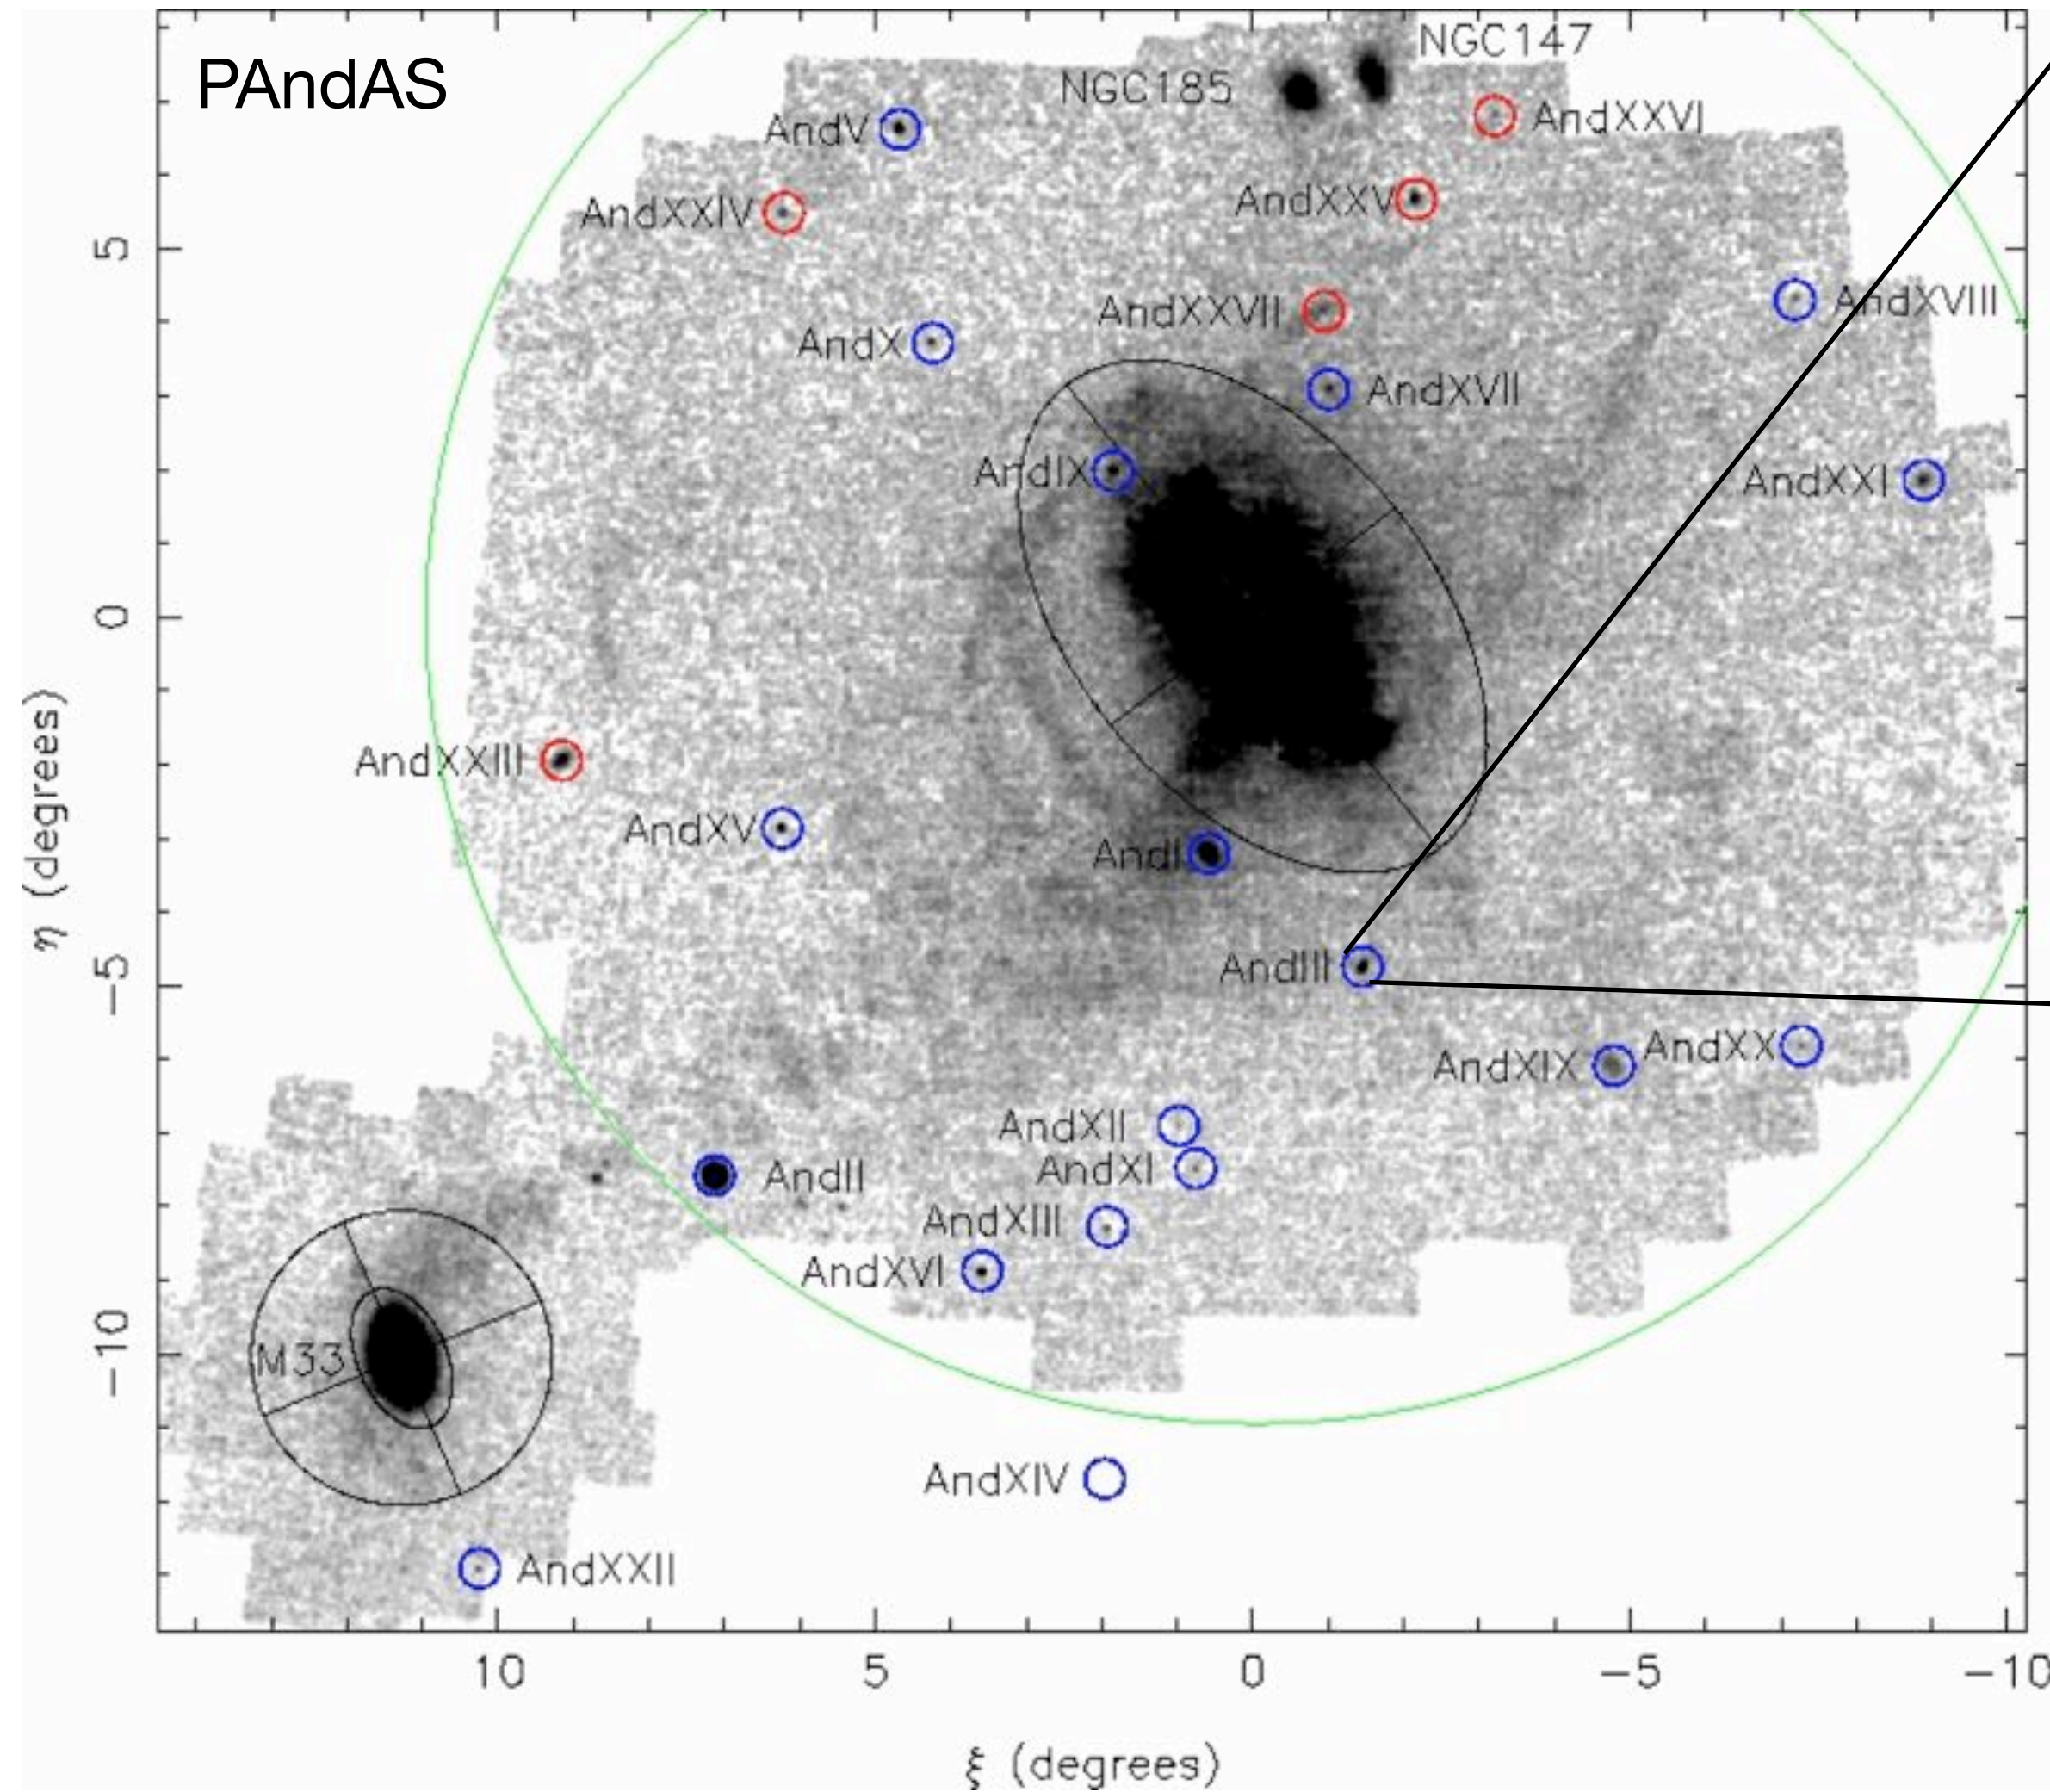 PAndAS
NGC147
NGC185
AndXXVI
AndV
AndXXV
AndXXIV
AndXVIII
AndXXVII
AndX
AndXVII
AndIX
AndXXI
AndXXIII
AndXV
AndI
AndIII
AndXIX
AndXX
AndXII
AndXI
AndII
AndXIII
AndXVI
M33
AndXIV
AndXXII
5
0
−5
−10
η (degrees)
10
5
0
−5
−10
ξ (degrees)